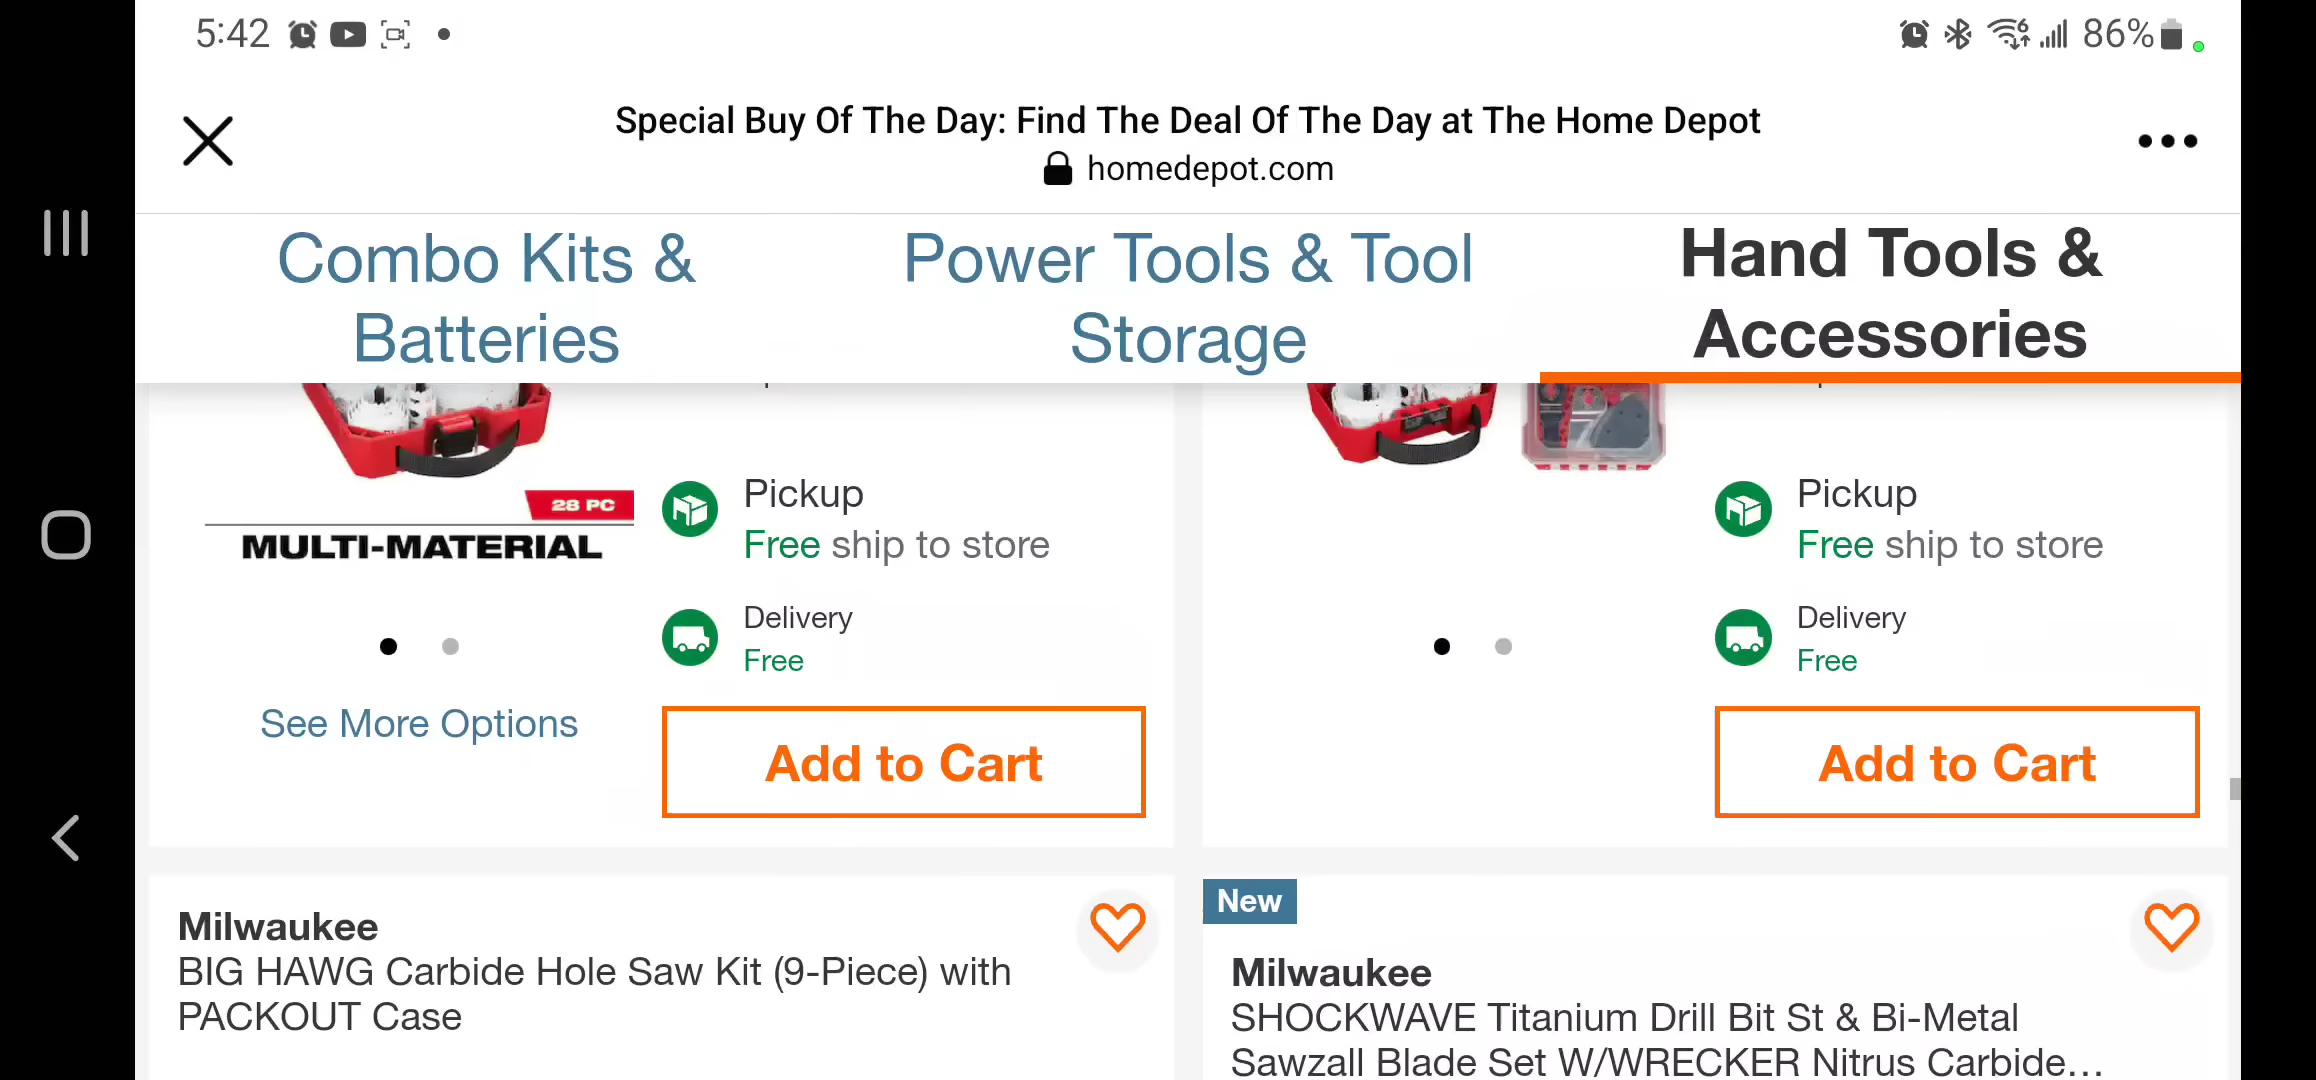 5:42
86%
Special Buy Of The Day: Find The Deal Of The Day at The Home Depot
homedepot.com
Combo Kits &
Batteries
Power Tools & Tool
Storage
Hand Tools &
Accessories
28 PC
MULTI-MATERIAL
See More Options
Pickup
Free ship to store
Delivery
Free
Add to Cart
Pickup
Free ship to store
Delivery
Free
Add to Cart
Milwaukee
BIG HAWG Carbide Hole Saw Kit (9-Piece) with
PACKOUT Case
New
Milwaukee
SHOCKWAVE Titanium Drill Bit St & Bi-Metal
Sawzall Blade Set W/WRECKER Nitrus Carbide...